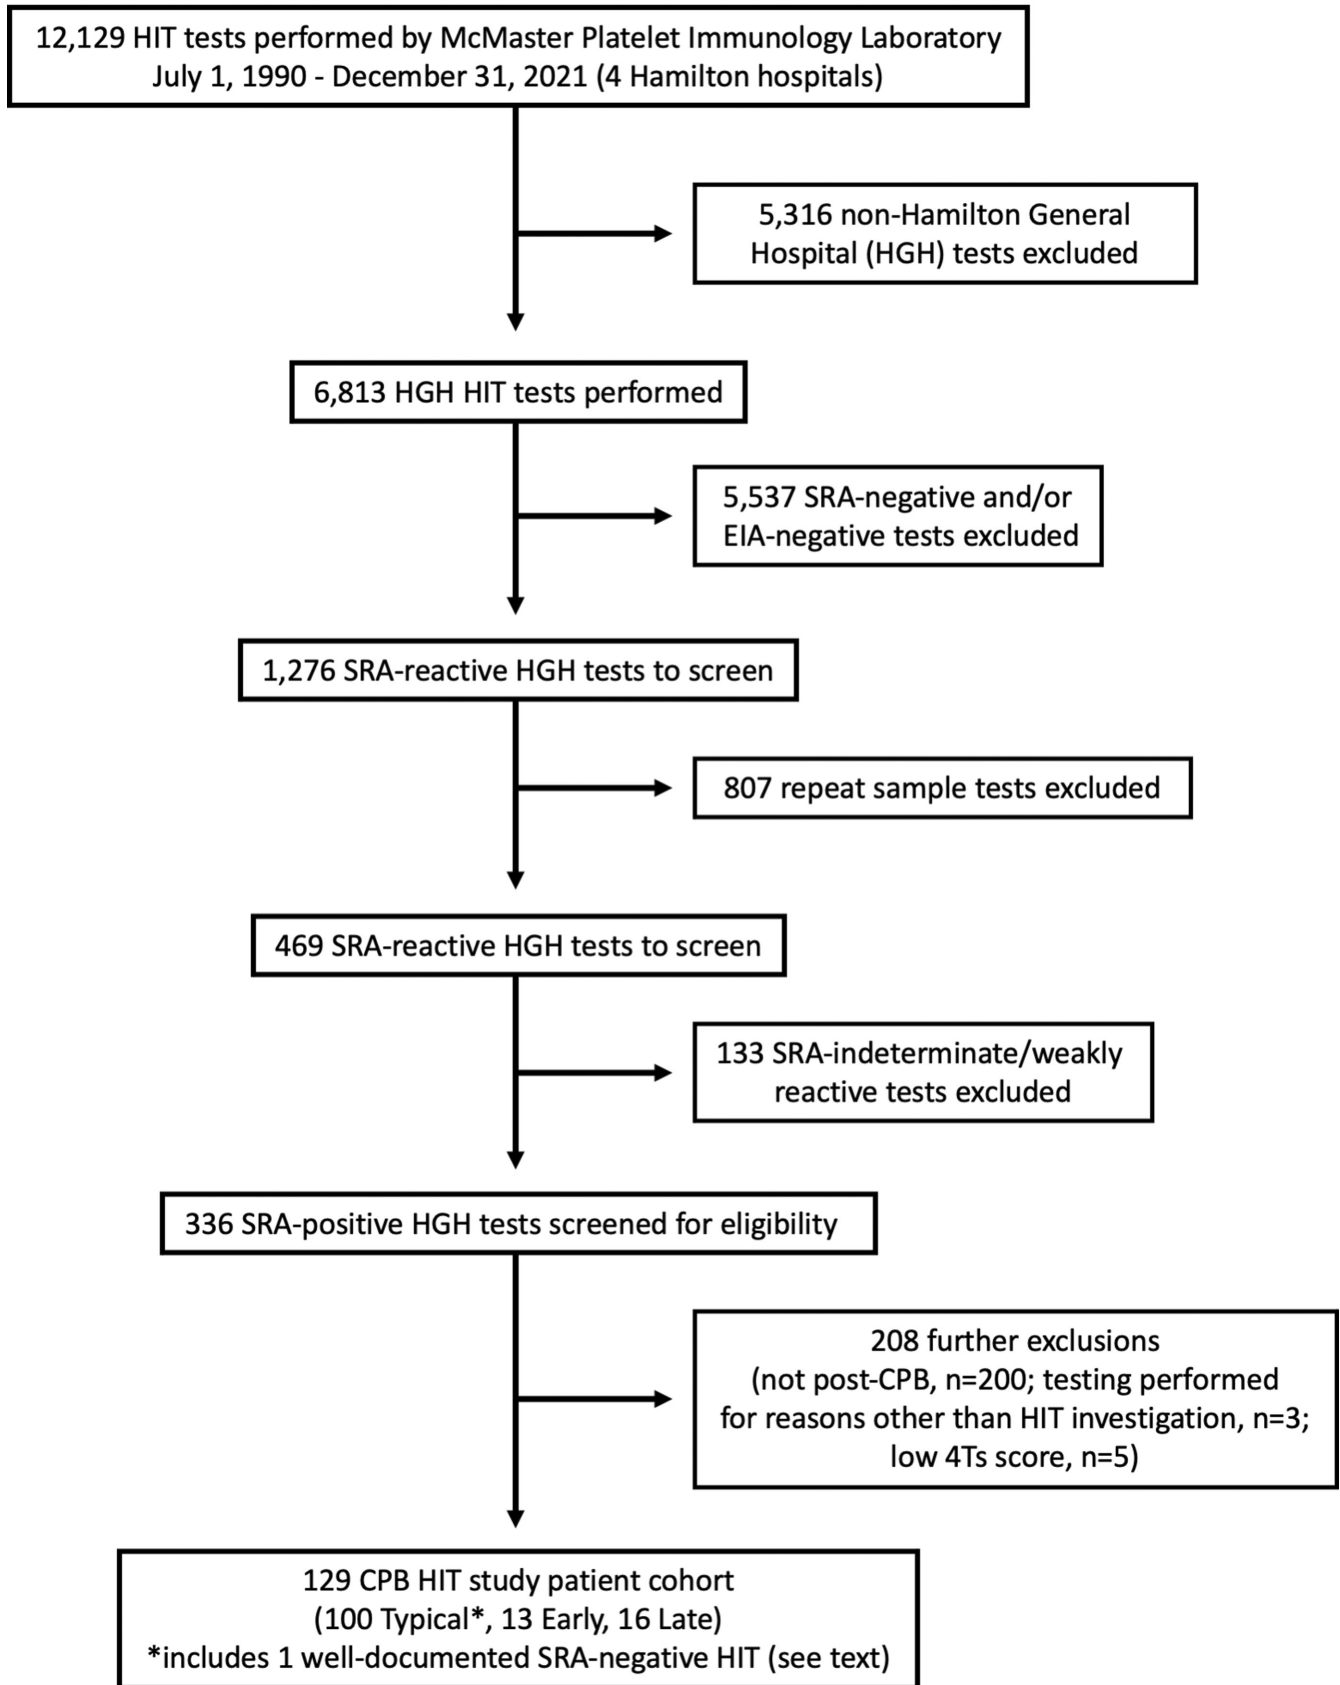 12,129 HIT tests performed by McMaster Platelet Immunology Laboratory
July 1, 1990 - December 31, 2021 (4 Hamilton hospitals)
5,316 non-Hamilton General
Hospital (HGH) tests excluded
6,813 HGH HIT tests performed
5,537 SRA-negative and/or
EIA-negative tests excluded
1,276 SRA-reactive HGH tests to screen
807 repeat sample tests excluded
469 SRA-reactive HGH tests to screen
133 SRA-indeterminate/weakly
reactive tests excluded
336 SRA-positive HGH tests screened for eligibility
208 further exclusions
(not post-CPB, n=200; testing performed
for reasons other than HIT investigation, n=3;
low 4Ts score, n=5)
129 CPB HIT study patient cohort
(100 Typical*, 13 Early, 16 Late)
*includes 1 well-documented SRA-negative HIT (see text)